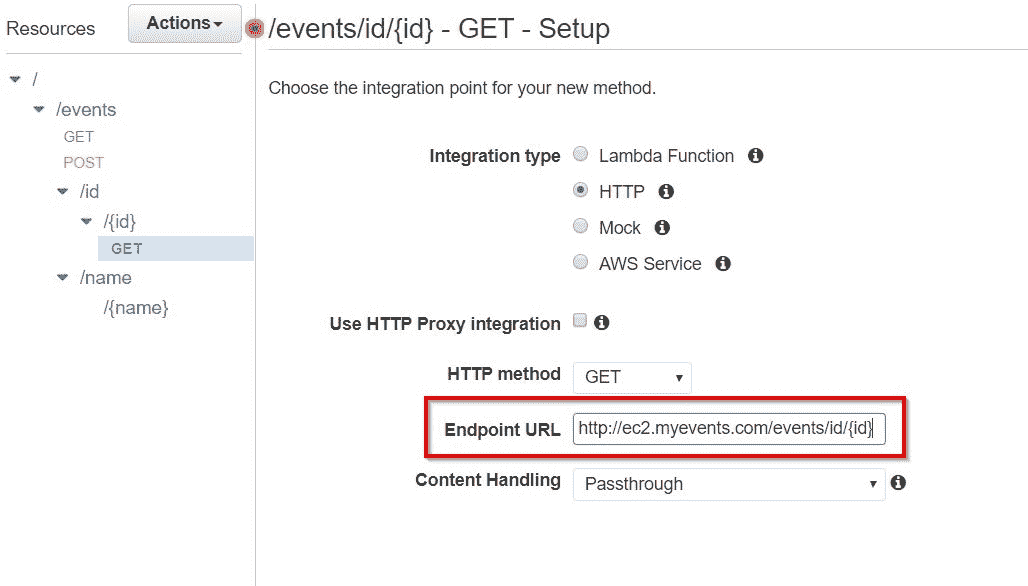 Resources
Actions
/
/events
GET
POST
/id
/{id}
GET
/name
/{name}
/events/id/{id} - GET - Setup
Choose the integration point for your new method.
Integration type
Lambda Function
HTTP
Mock
AWS Service
Use HTTP Proxy integration
HTTP method GET
Endpoint URL http://ec2.myevents.com/events/id/{id}
Content Handling Passthrough